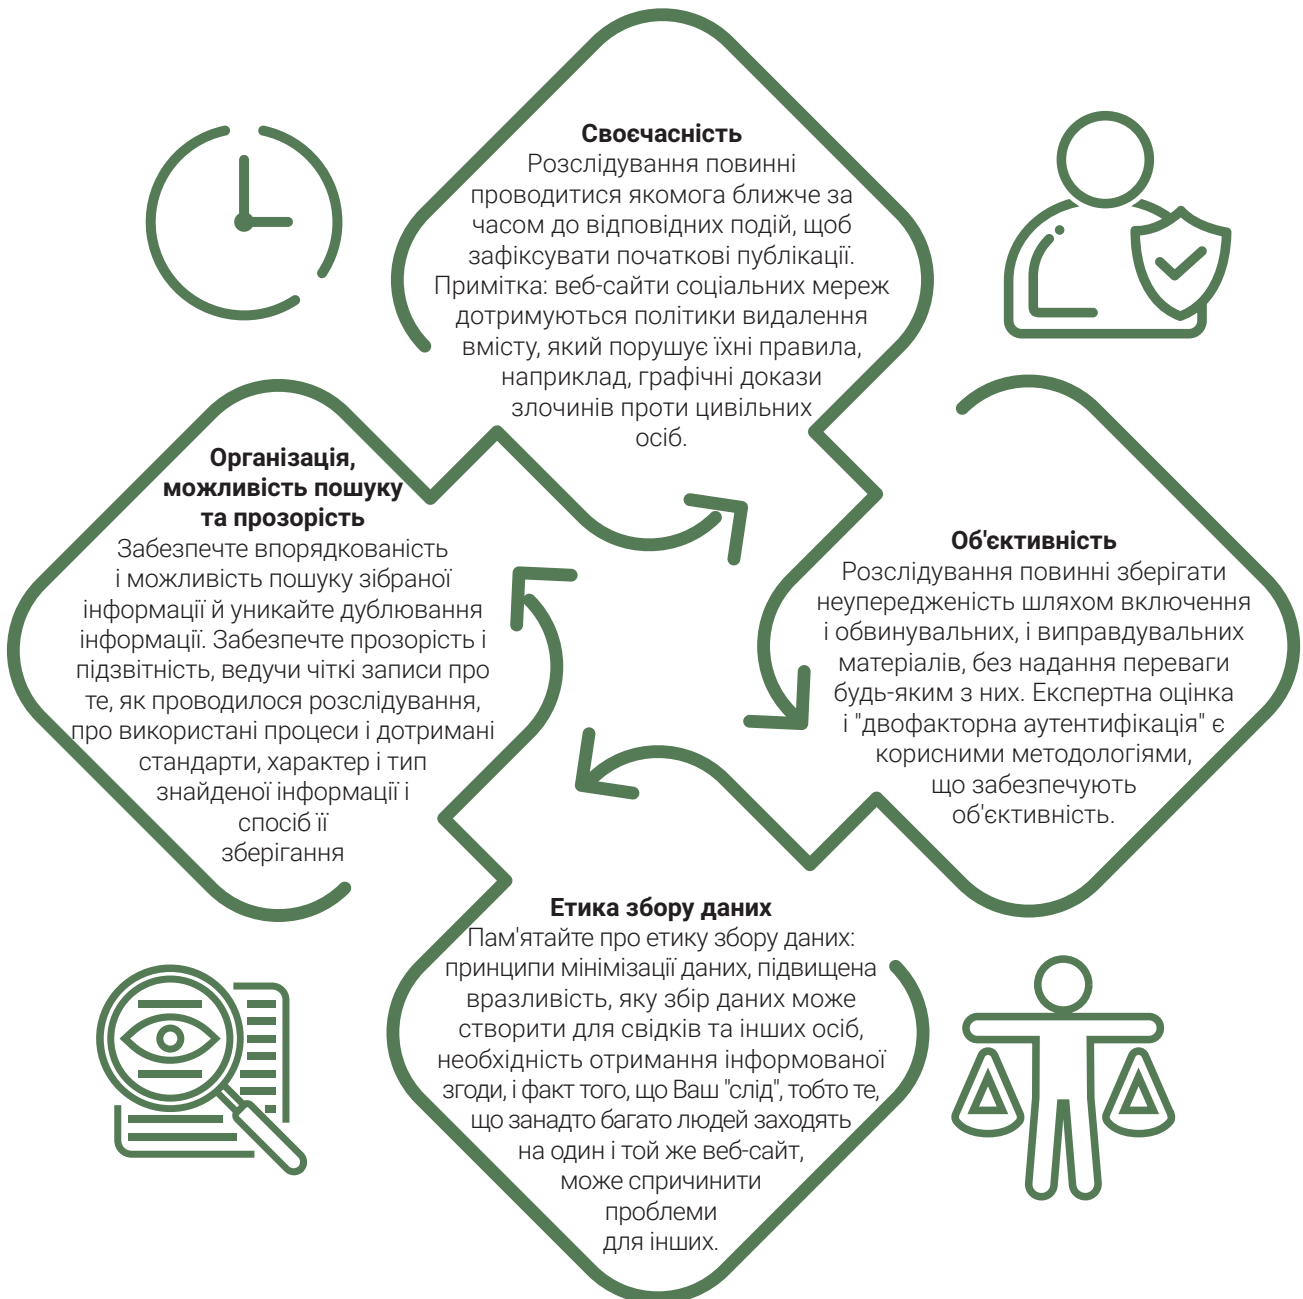 Своєчасність
Розслідування повинні
проводитися якомога ближче за
часом до відповідних подій, щоб
зафіксувати початкові публікації.
Примітка: веб-сайти соціальних мереж
дотримуються політики видалення
вмісту, який порушує їхні правила,
наприклад, графічні докази
злочинів проти цивільних
осіб.
Організація,
можливість пошуку
та прозорість
Забезпечте впорядкованість
і можливість пошуку зібраної
інформації й уникайте дублювання
інформації. Забезпечте прозорість і
підзвітність, ведучи чіткі записи про
те, як проводилося розслідування,
про використані процеси і дотримані
стандарти, характер і тип
знайденої інформації і
спосіб її
зберігання
Об'єктивність
Розслідування повинні зберігати
неупередженість шляхом включення
і обвинувальних, і виправдувальних
матеріалів, без надання переваги
будь-яким з них. Експертна оцінка
і "двофакторна аутентифікація" є
корисними методологіями,
що забезпечують
об'єктивність.
Етика збору даних
Пам'ятайте про етику збору даних:
принципи мінімізації даних, підвищена
вразливість, яку збір даних може
створити для свідків та інших осіб,
необхідність отримання інформованої
згоди, і факт того, що Ваш "слід", тобто те,
що занадто багато людей заходять
на один і той же веб-сайт,
може спричинити
проблеми
для інших.